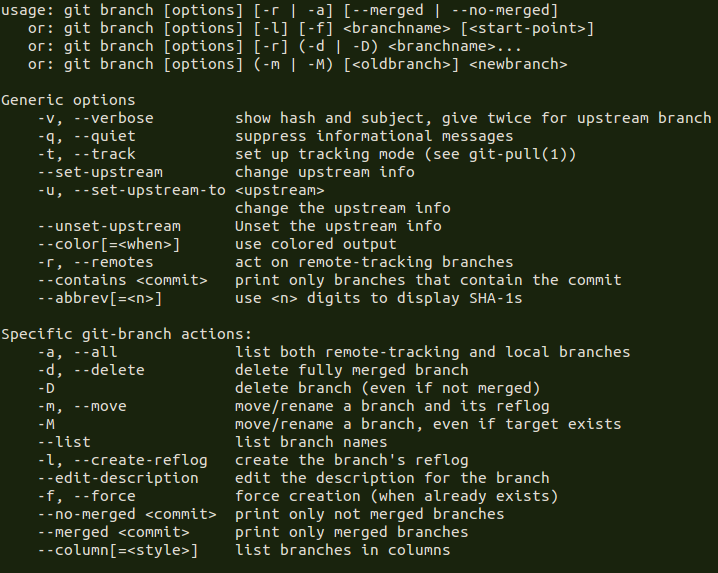 usage: git branch [options] [-r | -a] [--merged | --no-merged]
   or: git branch [options] [-l] [-f] <branchname> [<start-point>]
   or: git branch [options] [-r] (-d | -D) <branchname>...
   or: git branch [options] (-m | -M) [<oldbranch>] <newbranch>

Generic options
    -v, --verbose         show hash and subject, give twice for upstream branch
    -q, --quiet           suppress informational messages
    -t, --track           set up tracking mode (see git-pull(1))
    --set-upstream        change upstream info
    -u, --set-upstream-to <upstream>
                          change the upstream info
    --unset-upstream      Unset the upstream info
    --color[=<when>]      use colored output
    -r, --remotes         act on remote-tracking branches
    --contains <commit>   print only branches that contain the commit
    --abbrev[=<n>]        use <n> digits to display SHA-1s

Specific git-branch actions:
    -a, --all             list both remote-tracking and local branches
    -d, --delete          delete fully merged branch
    -D                    delete branch (even if not merged)
    -m, --move            move/rename a branch and its reflog
    -M                    move/rename a branch, even if target exists
    --list                list branch names
    -l, --create-reflog   create the branch's reflog
    --edit-description    edit the description for the branch
    -f, --force           force creation (when already exists)
    --no-merged <commit>  print only not merged branches
    --merged <commit>     print only merged branches
    --column[=<style>]    list branches in columns